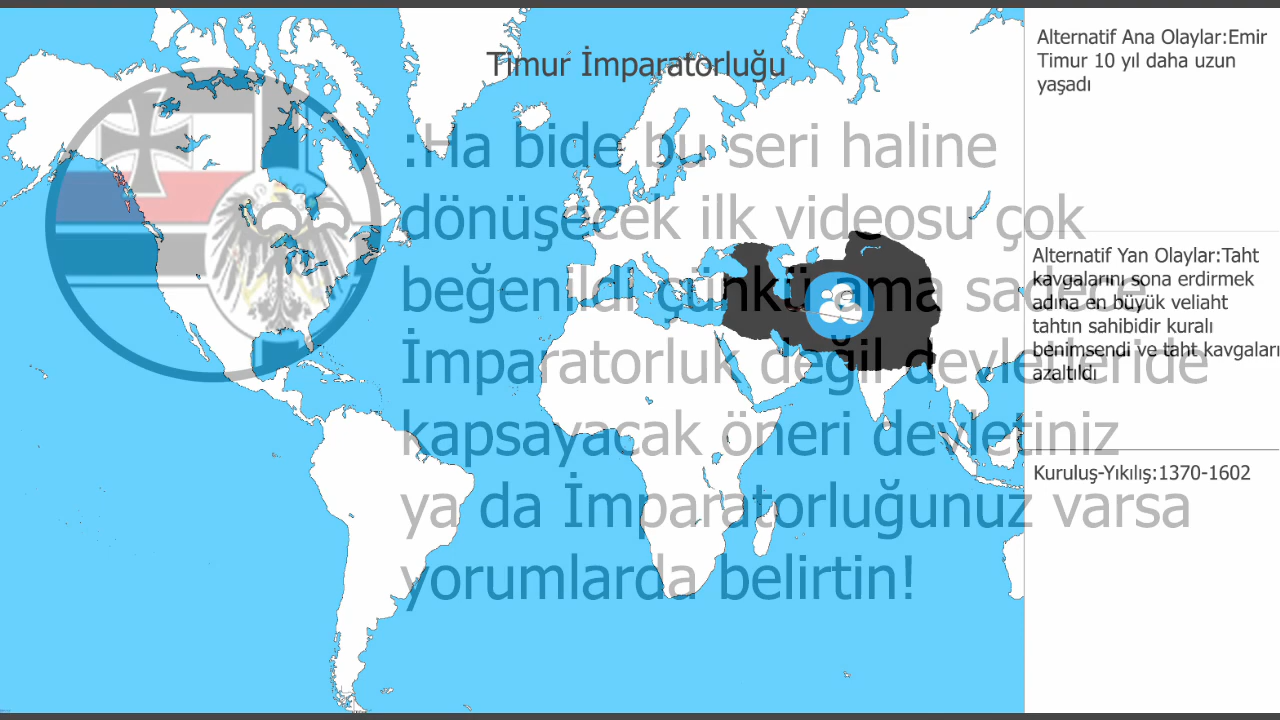 Timur İmparatorluğu
:Ha bide bu seri haline
dönüşecek ilk videosu çok
beğenildi çünkü ama sadece
İmparatorluk değil devletleride
kapsayacak öneri devletiniz
ya da İmparatorluğunuz varsa
yorumlarda belirtin!
Alternatif Ana Olaylar:Emir
Timur 10 yıl daha uzun
yaşadı
Alternatif Yan Olaylar:Taht
kavgalarını sona erdirmek
adına en büyük veliaht
tahtın sahibidir kuralı
benimsendi ve taht kavgaları
azaltıldı
Kuruluş-Yıkılış:1370-1602